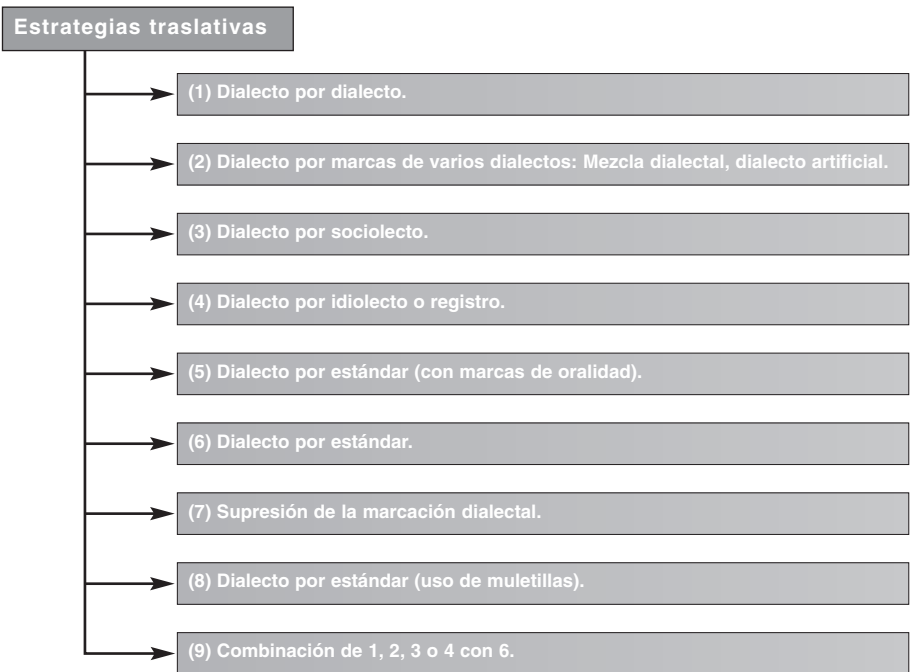 Estrategias traslativas
(1) Dialecto por dialecto.
(2) Dialecto por marcas de varios dialectos: Mezcla dialectal, dialecto artificial.
(3) Dialecto por sociolecto.
(4) Dialecto por idiolecto o registro.
(5) Dialecto por estándar (con marcas de oralidad).
(6) Dialecto por estándar.
(7) Supresión de la marcación dialectal.
(8) Dialecto por estándar (uso de muletillas).
(9) Combinación de 1, 2, 3 o 4 con 6.